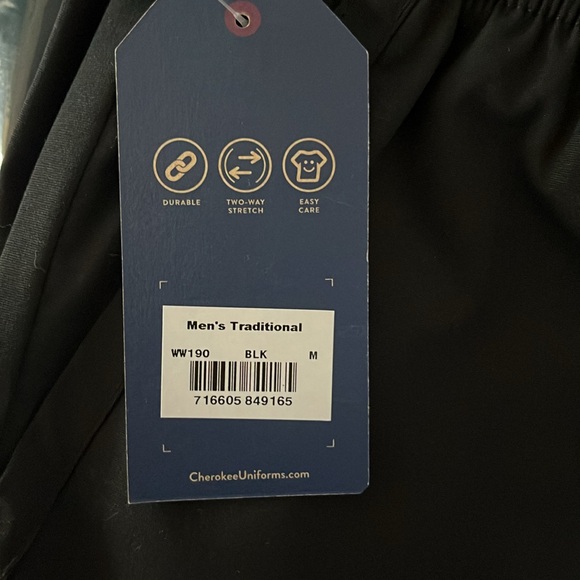 DURABLE
TWO-WAY STRETCH
EASY CARE
Men's Traditional
WW190 BLK M
716605 849165
CherokeeUniforms.com